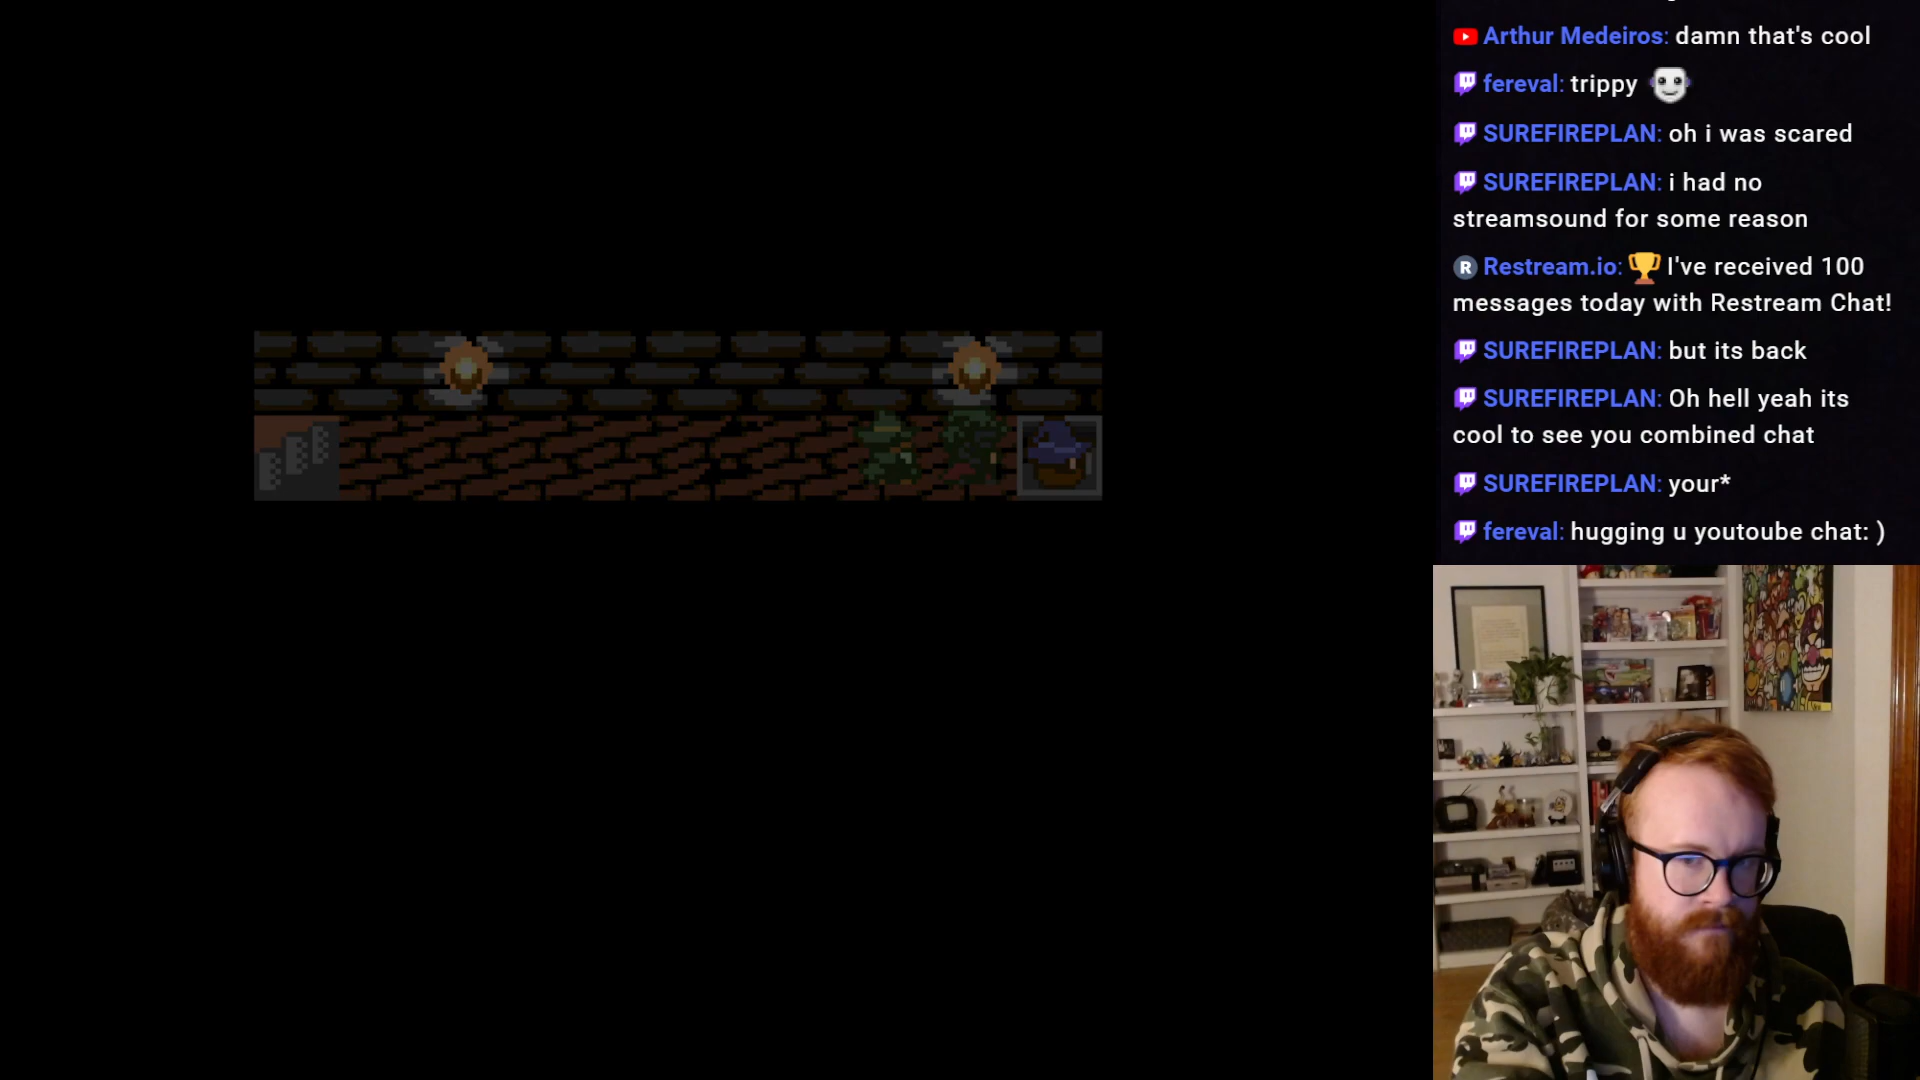 Arthur Medeiros: damn that's cool
fereval: trippy
SUREFIREPLAN: oh i was scared
SUREFIREPLAN: i had no
streamsound for some reason
R Restream.io: 🏆 I've received 100
messages today with Restream Chat!
SUREFIREPLAN: but its back
SUREFIREPLAN: Oh hell yeah its
cool to see you combined chat
SUREFIREPLAN: your*
fereval: hugging u youtoube chat: )